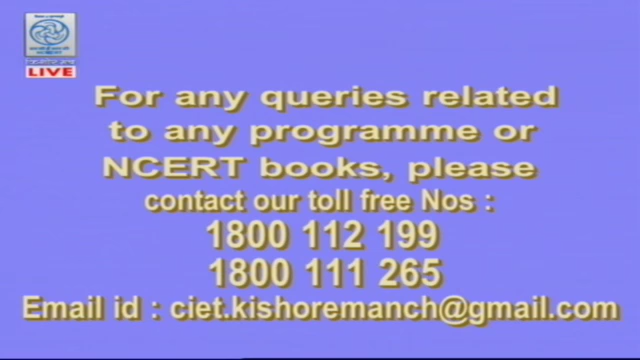 LIVE
For any queries related
to any programme or
NCERT books, please
contact our toll free Nos :
1800 112 199
1800 111 265
Email id : ciet.kishoremanch@gmail.com